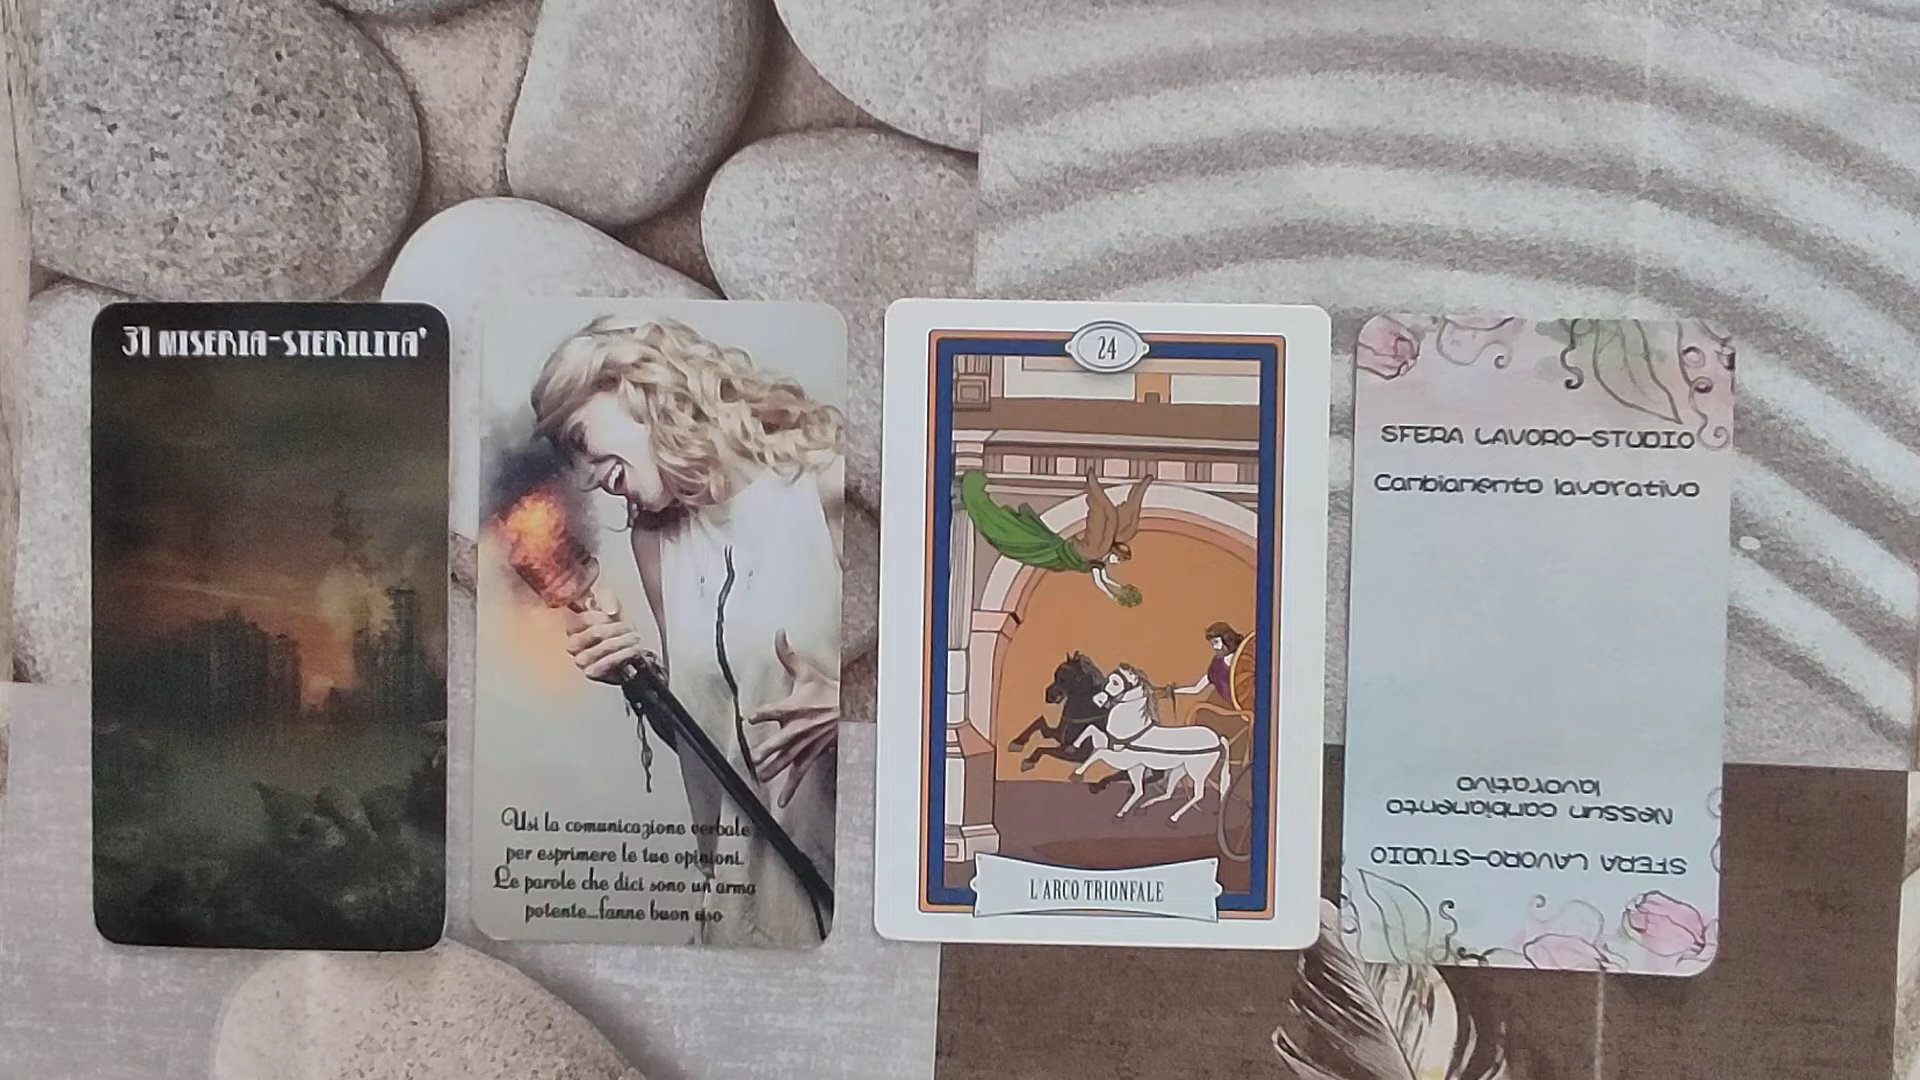 31 MISERIA-STERILITA'
Usi la comunicazione verbale
per esprimere le tue opinioni.
Le parole che dici sono un arma
potente...fanne buon uso
24
L'ARCO TRIONFALE
SFERA LAVORO-STUDIO
Cambiamento lavorativo
SFERA LAVORO-STUDIO
Nessun cambiamento
lavorativo